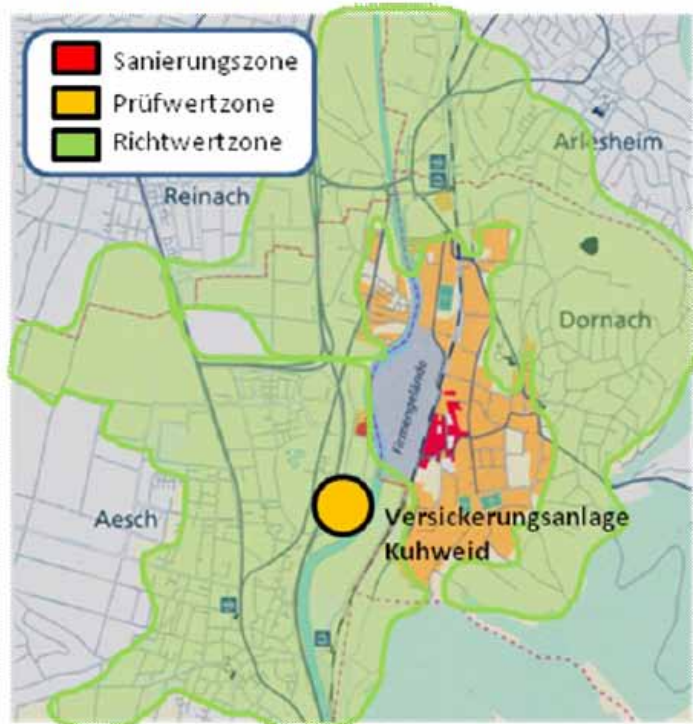 Sanierungszone
Prüfwertzone
Richtwertzone
Arlesheim
Reinach
Dornach
Firmengelände
Aesch
Versickerungsanlage
Kuhweid